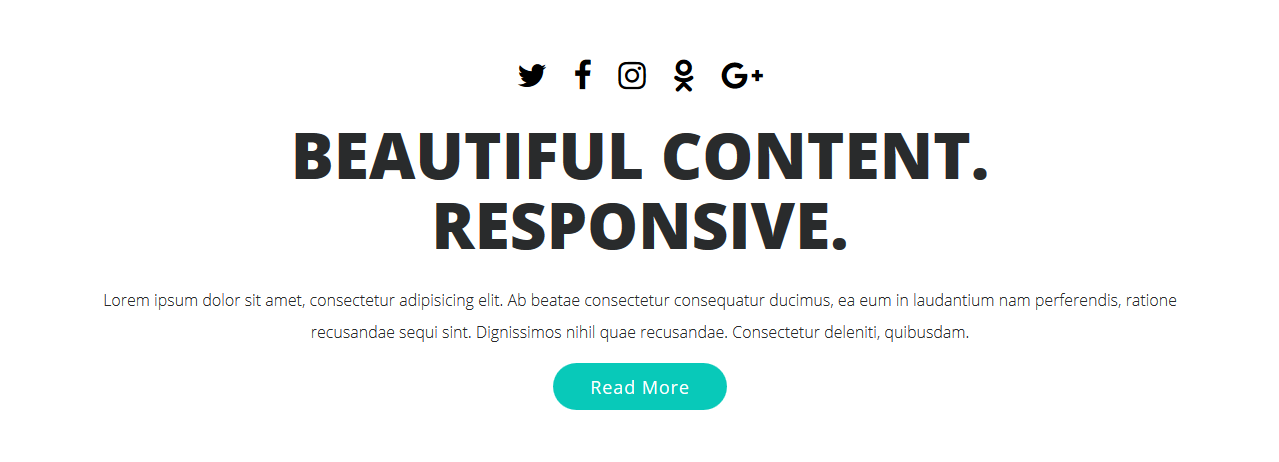 BEAUTIFUL CONTENT.
RESPONSIVE.
Lorem ipsum dolor sit amet, consectetur adipisicing elit. Ab beatae consectetur consequatur ducimus, ea eum in laudantium nam perferendis, ratione
recusandae sequi sint. Dignissimos nihil quae recusandae. Consectetur deleniti, quibusdam.
Read More